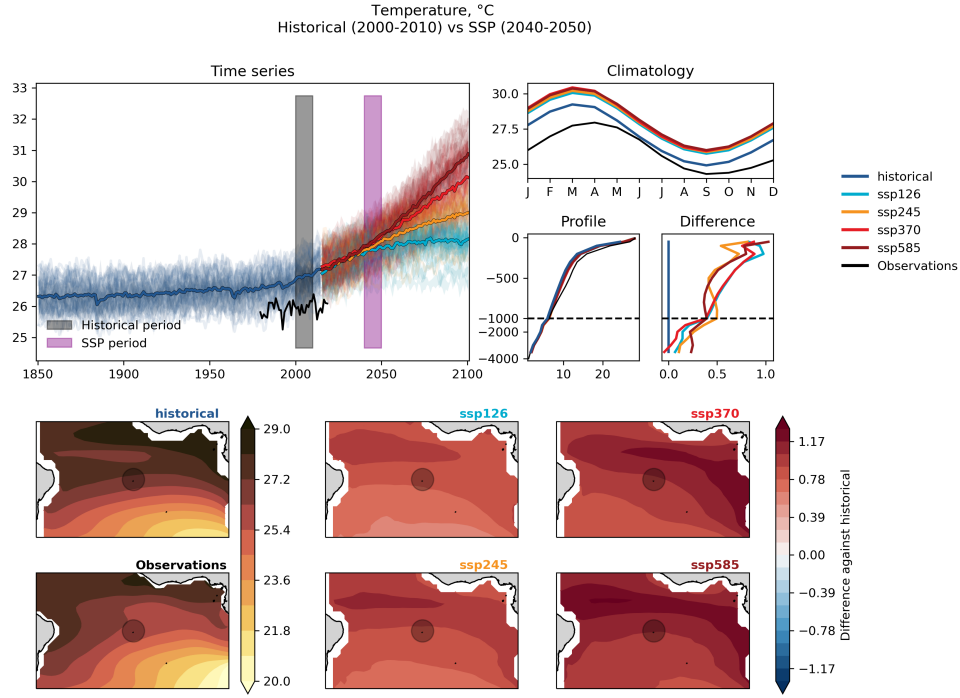 Temperature, °C
Historical (2000-2010) vs SSP (2040-2050)
Time series
33
32
31
30
29
28
27
26
25
1850
1900
1950
2000
2050
2100
Historical period
SSP period
Climatology
30.0
27.5
25.0
J F M A M J J A S O N D
Profile
0
−500
−1000
−2000
−4000
10
20
Difference
0.0
0.5
1.0
historical
ssp126
ssp245
ssp370
ssp585
Observations
historical
29.0
27.2
25.4
23.6
21.8
20.0
ssp126
ssp370
Observations
ssp245
ssp585
1.17
0.78
0.39
0.00
−0.39
−0.78
−1.17
Difference against historical